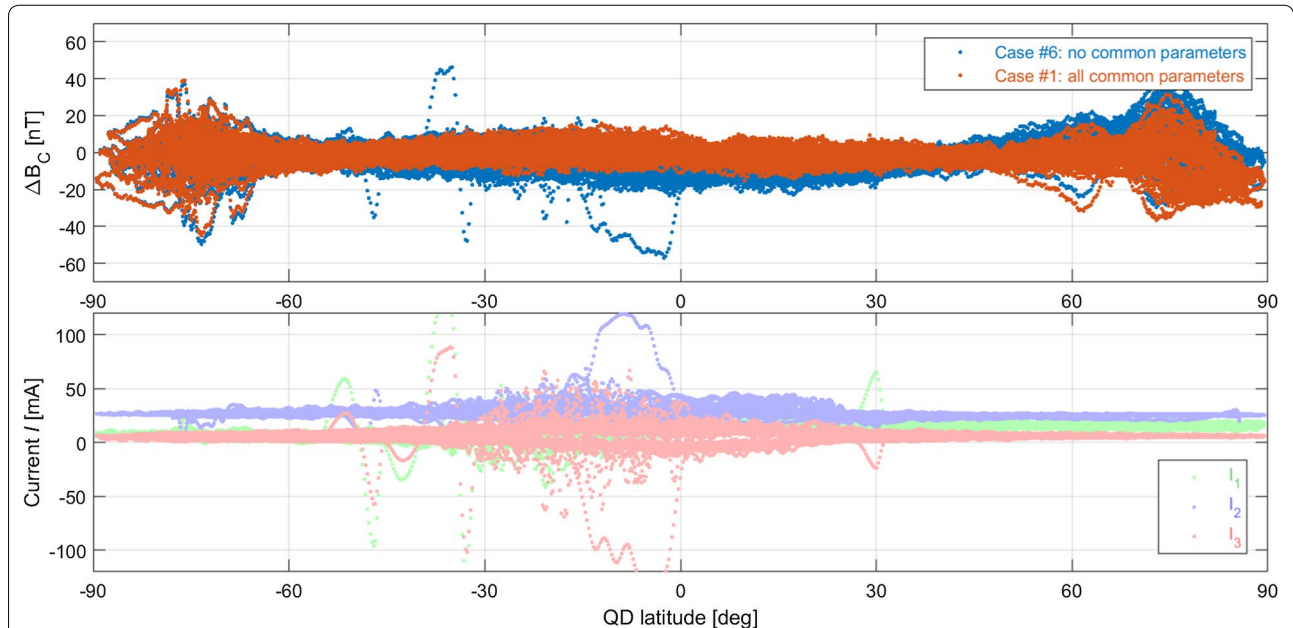 60
40
20
0
-20
-40
-60
ΔB_C [nT]
Case #6: no common parameters
Case #1: all common parameters
-90 -60 -30 0 30 60 90
100
50
0
-50
-100
Current I [mA]
I_1
I_2
I_3
-90 -60 -30 0 30 60 90
QD latitude [deg]